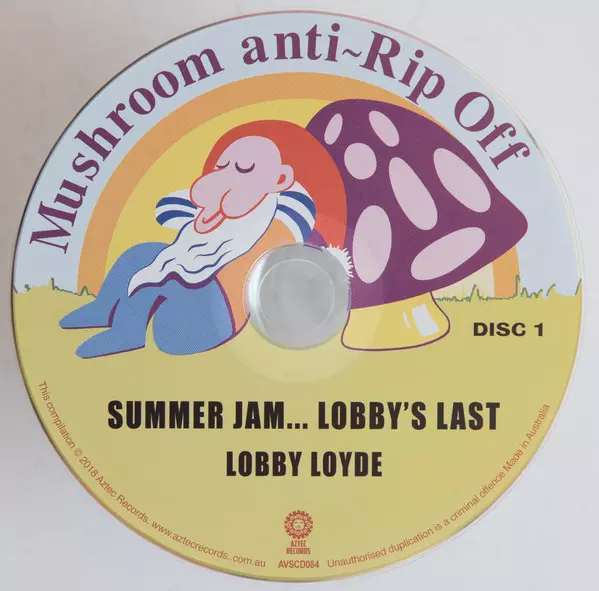 Mushroom anti~Rip Off
DISC 1
SUMMER JAM... LOBBY'S LAST
LOBBY LOYDE
AZTEC
RECORDS
This compilation © 2018 Aztec Records. www.aztecrecords.com.au AVSCD084 Unauthorised duplication is a criminal offence Made in Australia